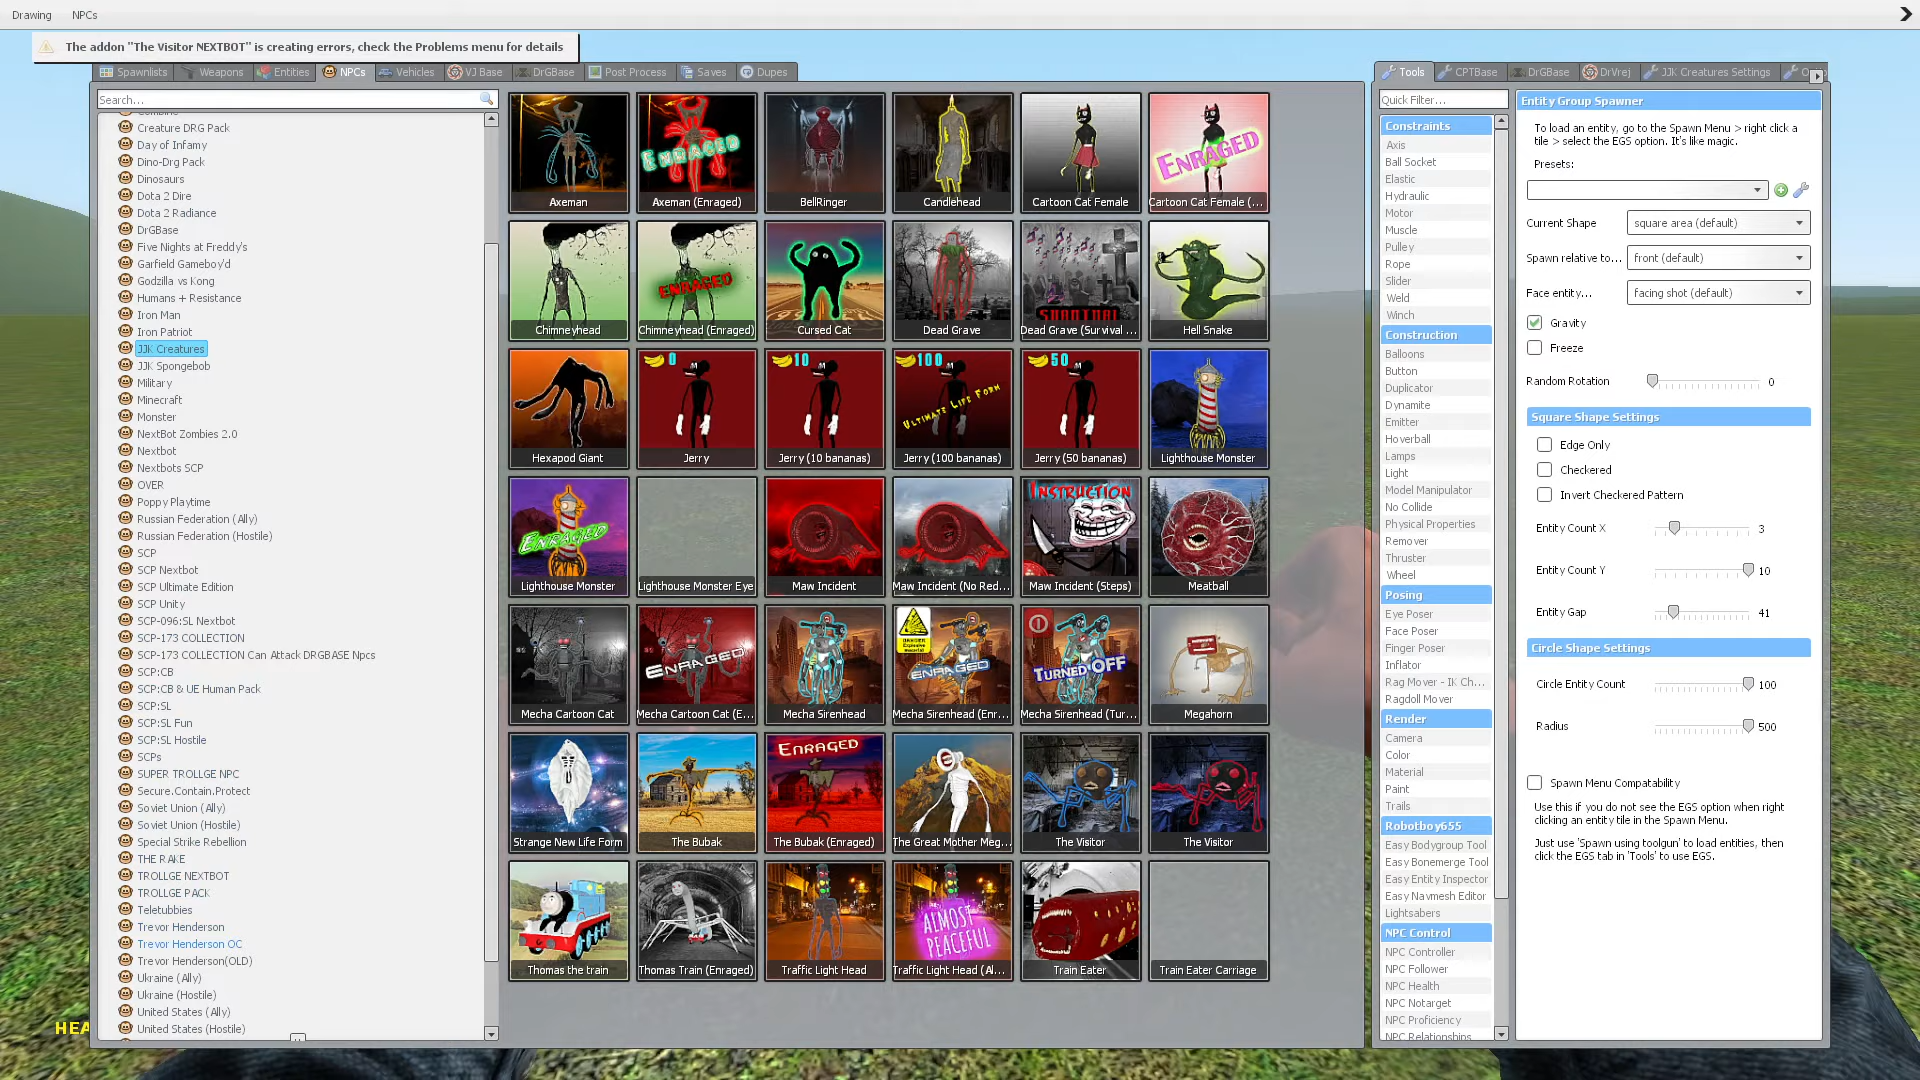 Drawing NPCs
The addon "The Visitor NEXTBOT" is creating errors, check the Problems menu for details
Spawnlists Weapons Entities NPCs Vehicles VJ Base DrGBase Post Process Saves Dupes
Search...
Creature DRG Pack
Day of Infamy
Dino-Drg Pack
Dinosaurs
Dota 2 Dire
Dota 2 Radiance
DrGBase
Five Nights at Freddy's
Garfield Gameboy'd
Godzilla vs Kong
Humans + Resistance
Iron Man
Iron Patriot
JJK Creatures
JJK Spongebob
Military
Minecraft
Monster
NextBot Zombies 2.0
Nextbot
Nextbots SCP
OVER
Poppy Playtime
Russian Federation (Ally)
Russian Federation (Hostile)
SCP
SCP Nextbot
SCP Ultimate Edition
SCP Unity
SCP-096:SL Nextbot
SCP-173 COLLECTION
SCP-173 COLLECTION Can Attack DRGBASE Npcs
SCP:CB
SCP:CB & UE Human Pack
SCP:SL
SCP:SL Fun
SCP:SL Hostile
SCPs
SUPER TROLLGE NPC
Secure.Contain.Protect
Soviet Union (Ally)
Soviet Union (Hostile)
Special Strike Rebellion
THE RAKE
TROLLGE NEXTBOT
TROLLGE PACK
Teletubbies
Trevor Henderson
Trevor Henderson OC
Trevor Henderson(OLD)
Ukraine (Ally)
Ukraine (Hostile)
United States (Ally)
United States (Hostile)
HEA
ENRAGED
ENRAGED
Axeman Axeman (Enraged) BellRinger Candlehead Cartoon Cat Female Cartoon Cat Female (...
ENRAGED
SURVIVAL
Chimneyhead Chimneyhead (Enraged) Cursed Cat Dead Grave Dead Grave (Survival ... Hell Snake
0 10 100 50
ULTIMATE LIFE FORM
Hexapod Giant Jerry Jerry (10 bananas) Jerry (100 bananas) Jerry (50 bananas) Lighthouse Monster
ENRAGED
INSTRUCTION
Lighthouse Monster Lighthouse Monster Eye Maw Incident Maw Incident (No Red... Maw Incident (Steps) Meatball
ENRAGED
DANGER
ENRAGED
TURNED OFF
Mecha Cartoon Cat Mecha Cartoon Cat (E... Mecha Sirenhead Mecha Sirenhead (Enr... Mecha Sirenhead (Tur... Megahorn
ENRAGED
Strange New Life Form The Bubak The Bubak (Enraged) The Great Mother Meg... The Visitor The Visitor
ALMOST
PEACEFUL
Thomas the train Thomas Train (Enraged) Traffic Light Head Traffic Light Head (Al... Train Eater Train Eater Carriage
Tools CPTBase DrGBase DrVrej JJK Creatures Settings
Quick Filter...
Constraints
Axis
Ball Socket
Elastic
Hydraulic
Motor
Muscle
Pulley
Rope
Slider
Weld
Winch
Construction
Balloons
Button
Duplicator
Dynamite
Emitter
Hoverball
Lamps
Light
Model Manipulator
No Collide
Physical Properties
Remover
Thruster
Wheel
Posing
Eye Poser
Face Poser
Finger Poser
Inflator
Rag Mover - IK Ch...
Ragdoll Mover
Render
Camera
Color
Material
Paint
Trails
Robotboy655
Easy Bodygroup Tool
Easy Bonemerge Tool
Easy Entity Inspector
Easy Navmesh Editor
Lightsabers
NPC Control
NPC Controller
NPC Follower
NPC Health
NPC Notarget
NPC Proficiency
NPC Relationships
Entity Group Spawner
To load an entity, go to the Spawn Menu > right click a
tile > select the EGS option. It's like magic.
Presets:
Current Shape square area (default)
Spawn relative to... front (default)
Face entity... facing shot (default)
Gravity
Freeze
Random Rotation 0
Square Shape Settings
Edge Only
Checkered
Invert Checkered Pattern
Entity Count X 3
Entity Count Y 10
Entity Gap 41
Circle Shape Settings
Circle Entity Count 100
Radius 500
Spawn Menu Compatability
Use this if you do not see the EGS option when right
clicking an entity tile in the Spawn Menu.
Just use 'Spawn using toolgun' to load entities, then
click the EGS tab in 'Tools' to use EGS.